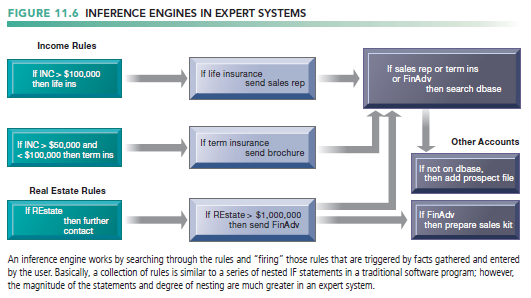 FIGURE 11.6 INFERENCE ENGINES IN EXPERT SYSTEMS
Income Rules
If INC > $100,000
then life ins
If life insurance
send sales rep
If sales rep or term ins
or FinAdv
then search dbase
If INC > $50,000 and
< $100,000 then term ins
If term insurance
send brochure
Other Accounts
If not on dbase,
then add prospect file
Real Estate Rules
If REstate
then further
contact
If REstate > $1,000,000
then send FinAdv
If FinAdv
then prepare sales kit
An inference engine works by searching through the rules and “firing” those rules that are triggered by facts gathered and entered
by the user. Basically, a collection of rules is similar to a series of nested IF statements in a traditional software program; however,
the magnitude of the statements and degree of nesting are much greater in an expert system.